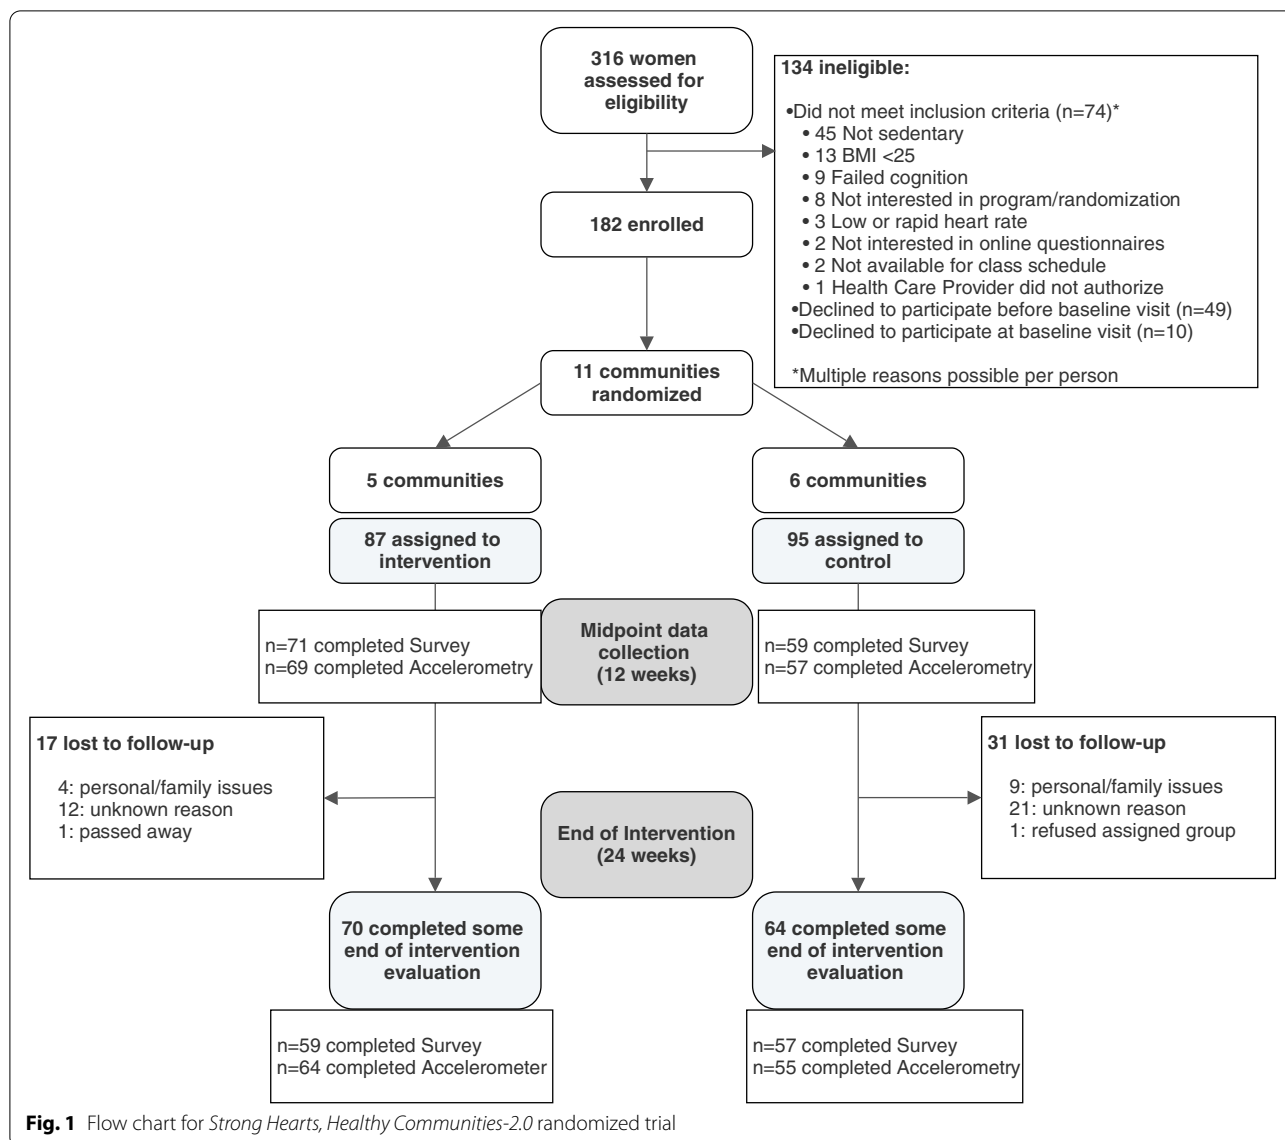 316 women
assessed for
eligibility
134 ineligible:
•Did not meet inclusion criteria (n=74)*
• 45 Not sedentary
• 13 BMI <25
• 9 Failed cognition
• 8 Not interested in program/randomization
• 3 Low or rapid heart rate
• 2 Not interested in online questionnaires
• 2 Not available for class schedule
• 1 Health Care Provider did not authorize
•Declined to participate before baseline visit (n=49)
•Declined to participate at baseline visit (n=10)
*Multiple reasons possible per person
182 enrolled
11 communities
randomized
5 communities
6 communities
87 assigned to
intervention
95 assigned to
control
n=71 completed Survey
n=69 completed Accelerometry
Midpoint data
collection
(12 weeks)
n=59 completed Survey
n=57 completed Accelerometry
17 lost to follow-up
4: personal/family issues
12: unknown reason
1: passed away
31 lost to follow-up
9: personal/family issues
21: unknown reason
1: refused assigned group
End of Intervention
(24 weeks)
70 completed some
end of intervention
evaluation
64 completed some
end of intervention
evaluation
n=59 completed Survey
n=64 completed Accelerometer
n=57 completed Survey
n=55 completed Accelerometry
Fig. 1 Flow chart for Strong Hearts, Healthy Communities-2.0 randomized trial